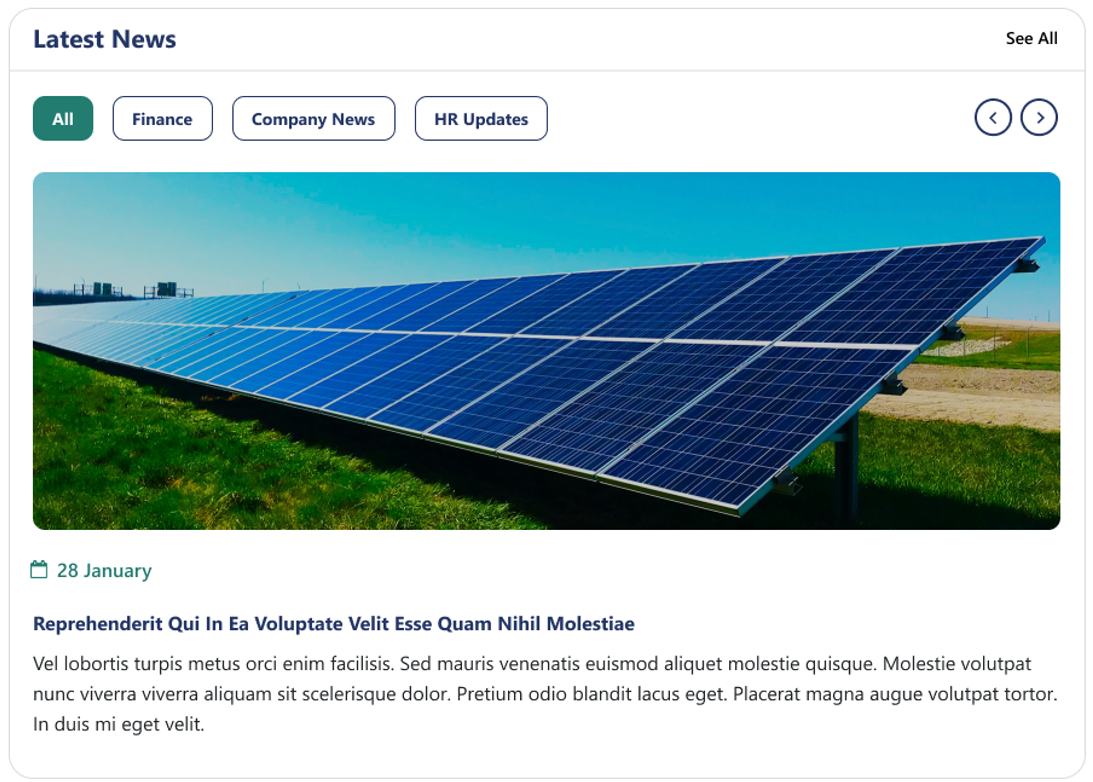 Latest News
See All
All
Finance
Company News
HR Updates
28 January
Reprehenderit Qui In Ea Voluptate Velit Esse Quam Nihil Molestiae
Vel lobortis turpis metus orci enim facilisis. Sed mauris venenatis euismod aliquet molestie quisque. Molestie volutpat
nunc viverra viverra aliquam sit scelerisque dolor. Pretium odio blandit lacus eget. Placerat magna augue volutpat tortor.
In duis mi eget velit.